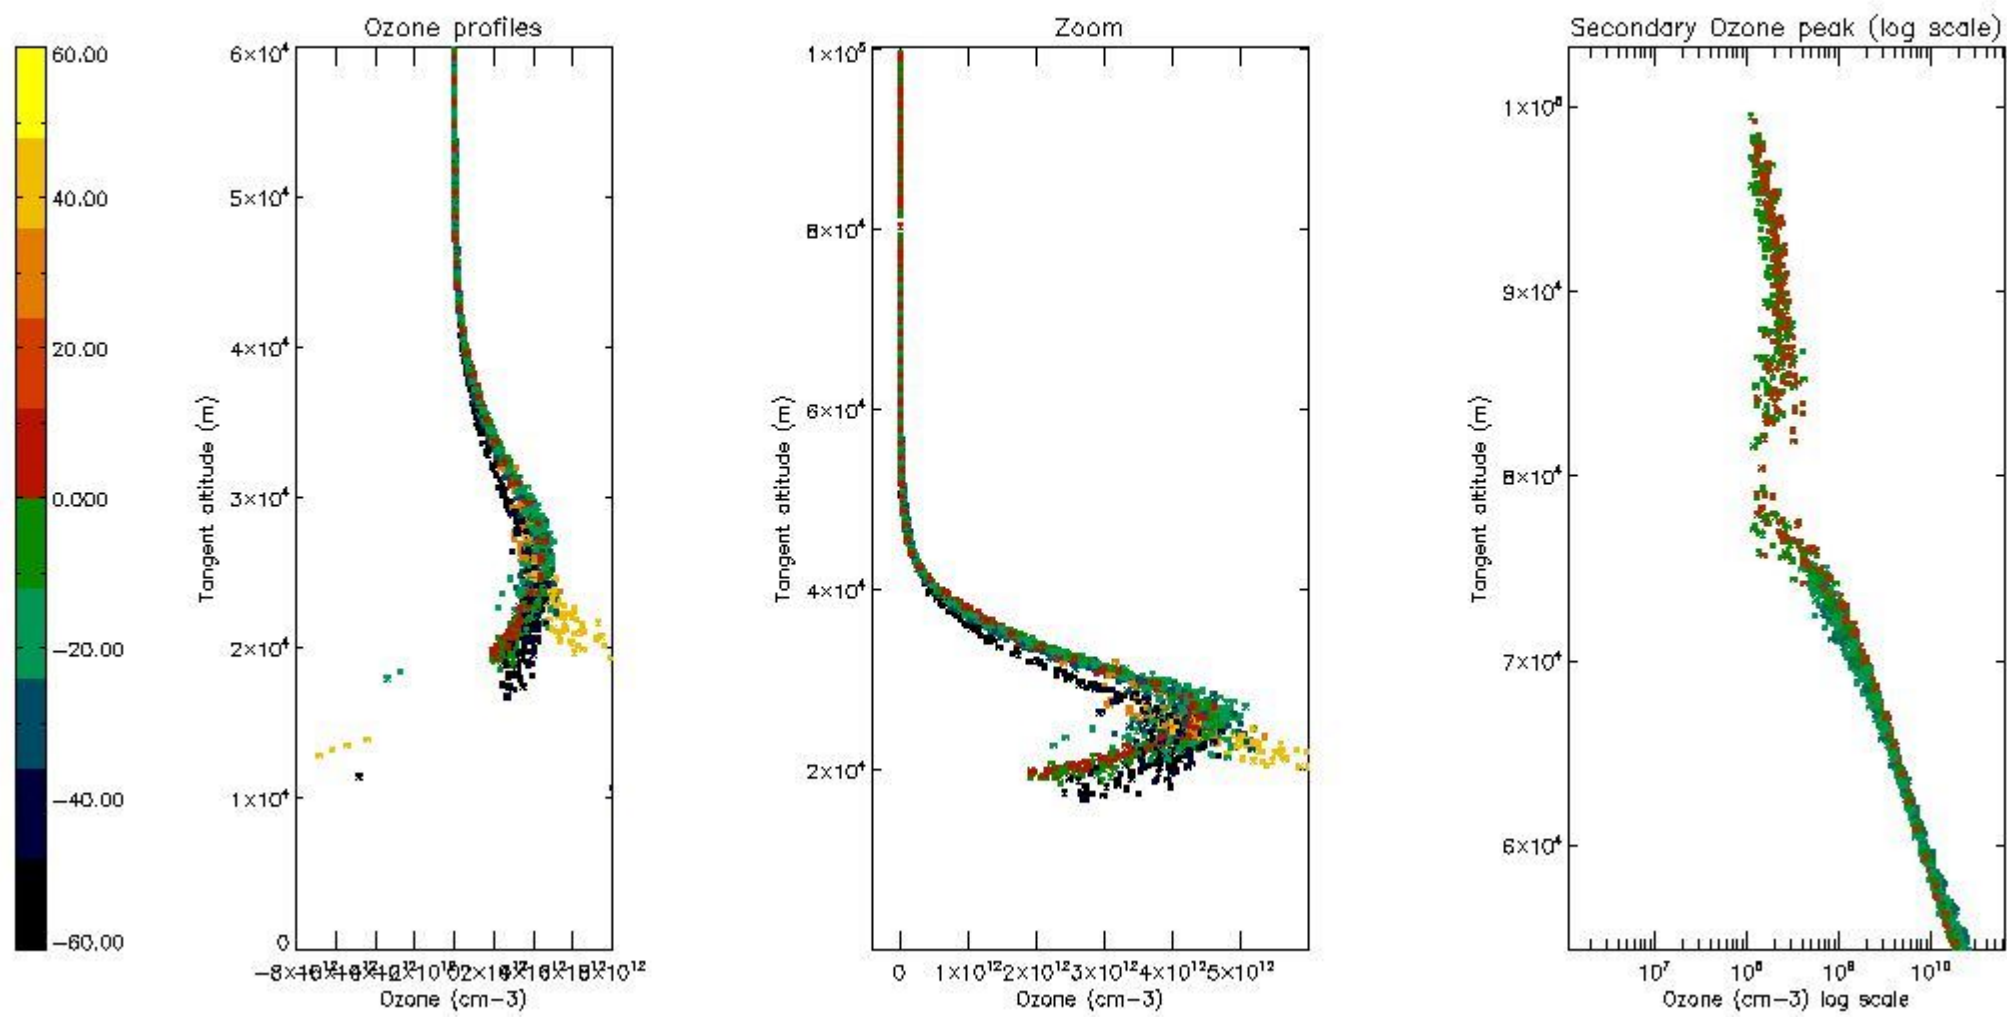 Ozone profiles
Zoom
Secondary Ozone peak (log scale)
60.00
40.00
20.00
0.000
−20.00
−40.00
−60.00
6×10⁴
5×10⁴
4×10⁴
3×10⁴
2×10⁴
1×10⁴
0
Tangent altitude (m)
Ozone (cm−3)
1×10⁵
8×10⁴
6×10⁴
4×10⁴
2×10⁴
Tangent altitude (m)
0 1×10¹² 2×10¹² 3×10¹² 4×10¹² 5×10¹²
Ozone (cm−3)
1×10⁵
9×10⁴
8×10⁴
7×10⁴
6×10⁴
Tangent altitude (m)
10⁷ 10⁸ 10⁹ 10¹⁰
Ozone (cm−3) log scale